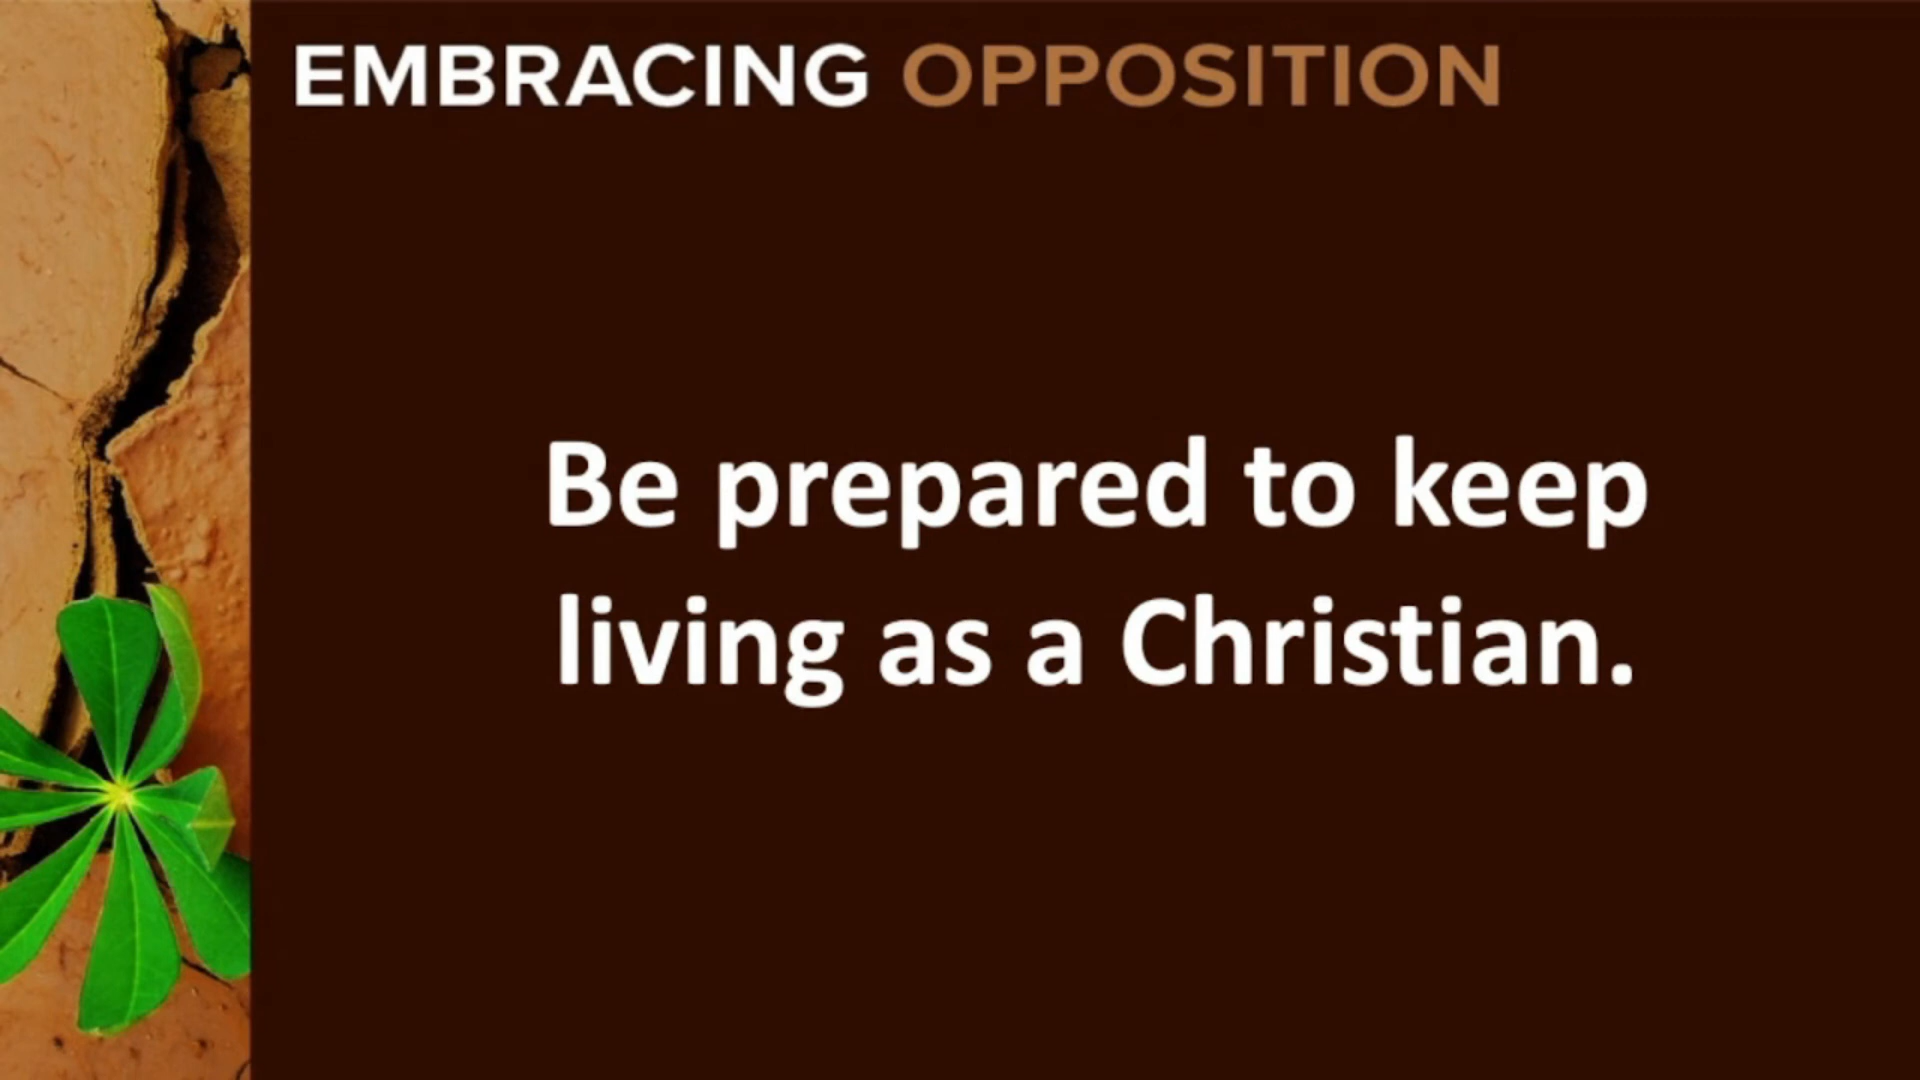 EMBRACING OPPOSITION
Be prepared to keep
living as a Christian.